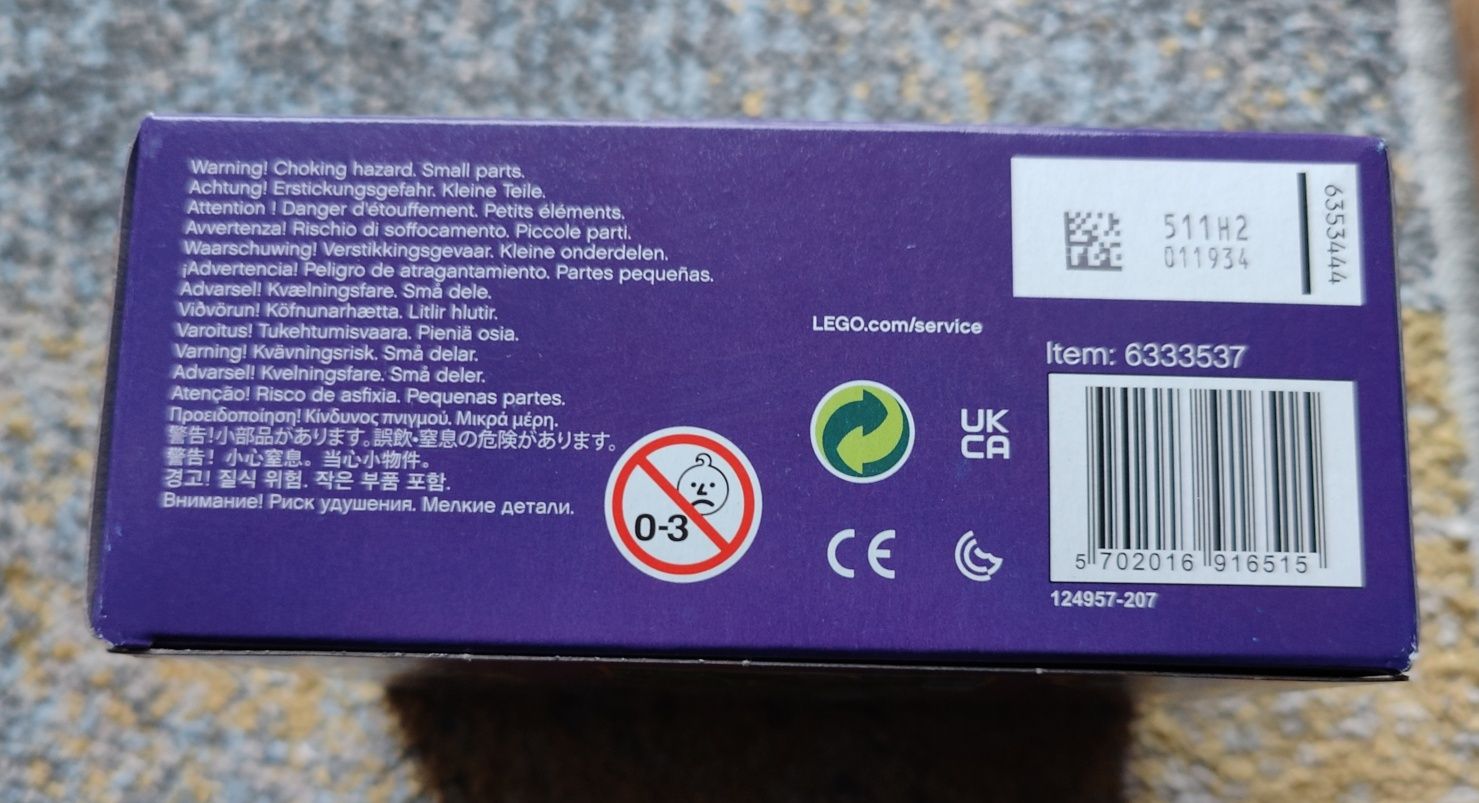 Warning! Choking hazard. Small parts.
Achtung! Erstickungsgefahr. Kleine Teile.
Attention ! Danger d'étouffement. Petits éléments.
Avvertenza! Rischio di soffocamento. Piccole parti.
Waarschuwing! Verstikkingsgevaar. Kleine onderdelen.
¡Advertencia! Peligro de atragantamiento. Partes pequeñas.
Advarsel! Kvælningsfare. Små dele.
Viðvörun! Köfnunarhætta. Litlir hlutir.
Varoitus! Tukehtumisvaara. Pieniä osia.
Varning! Kvävningsrisk. Små delar.
Advarsel! Kvelningsfare. Små deler.
Atenção! Risco de asfixia. Pequenas partes.
Προειδοποίηση! Κίνδυνος πνιγμού. Μικρά μέρη.
警告!小部品があります。誤飲•窒息の危険があります。
警告! 小心窒息。当心小物件。
경고! 질식 위험. 작은 부품 포함.
Внимание! Риск удушения. Мелкие детали.
0-3
LEGO.com/service
UK
CA
CE
511H2
011934
6353444
Item: 6333537
5 702016 916515
124957-207